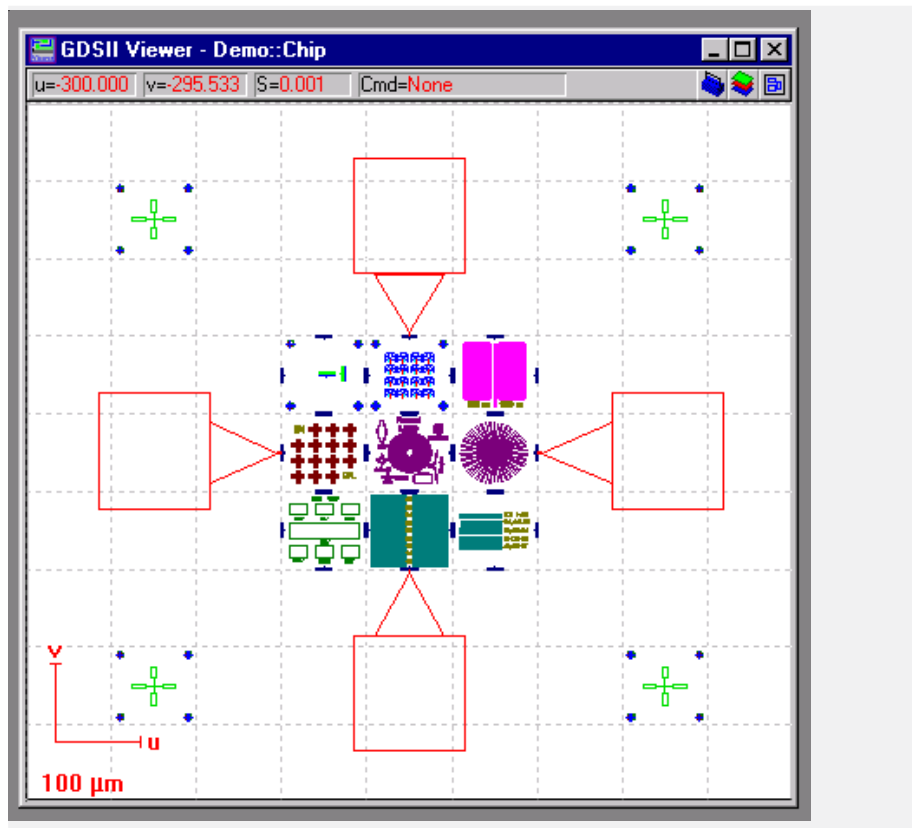 GDSII Viewer - Demo::Chip
u=-300.000 v=-295.533 S=0.001 Cmd=None
v
u
100 µm